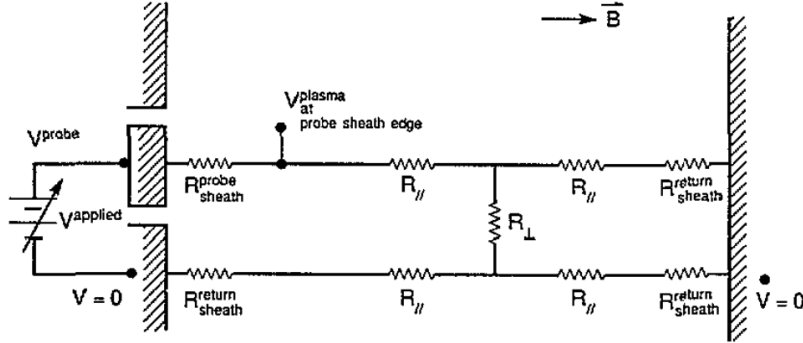 B
V^plasma
at
probe sheath edge
V^probe
R^probe_sheath
R_//
R_//
R^return_sheath
V^applied
R_⊥
V = 0
R^return_sheath
R_//
R_//
R^return_sheath
V = 0